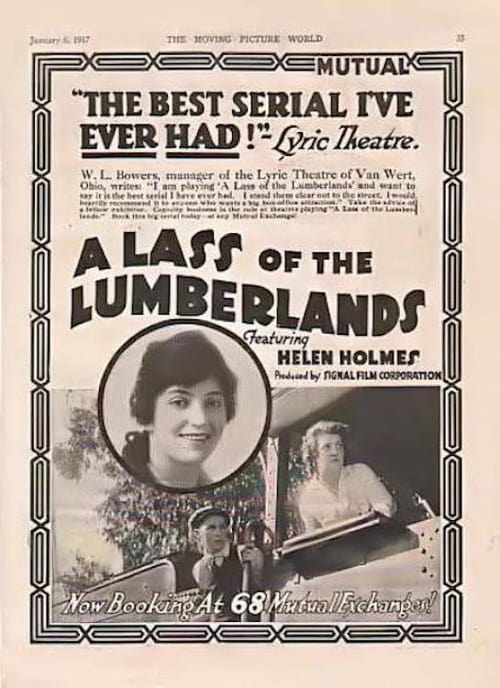 January 6, 1917
THE MOVING PICTURE WORLD
35
MUTUAL
"THE BEST SERIAL I'VE
EVER HAD!" Lyric Theatre.
W. L. Bowers, manager of the Lyric Theatre of Van Wert,
Ohio, writes: "I am playing 'A Lass of the Lumberlands' and want to
say it is the best serial I have ever had. I stand them clear out to the street. I would
heartily recommend it to anyone who wants a big box-office attraction." Take the advice of
a fellow exhibitor. Capacity business is the rule at theatres playing "A Lass of the Lumber-
lands." Book this big serial today—at any Mutual Exchange!
A LASS OF THE
LUMBERLANDS
Featuring
HELEN HOLMES
Produced by SIGNAL FILM CORPORATION
Now Booking At 68 Mutual Exchanges!